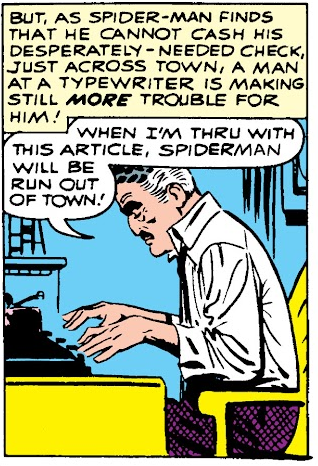 BUT, AS SPIDER-MAN FINDS
THAT HE CANNOT CASH HIS
DESPERATELY-NEEDED CHECK,
JUST ACROSS TOWN, A MAN
AT A TYPEWRITER IS MAKING
STILL MORE TROUBLE FOR
HIM!
WHEN I'M THRU WITH
THIS ARTICLE, SPIDERMAN
WILL BE
RUN OUT
OF TOWN!